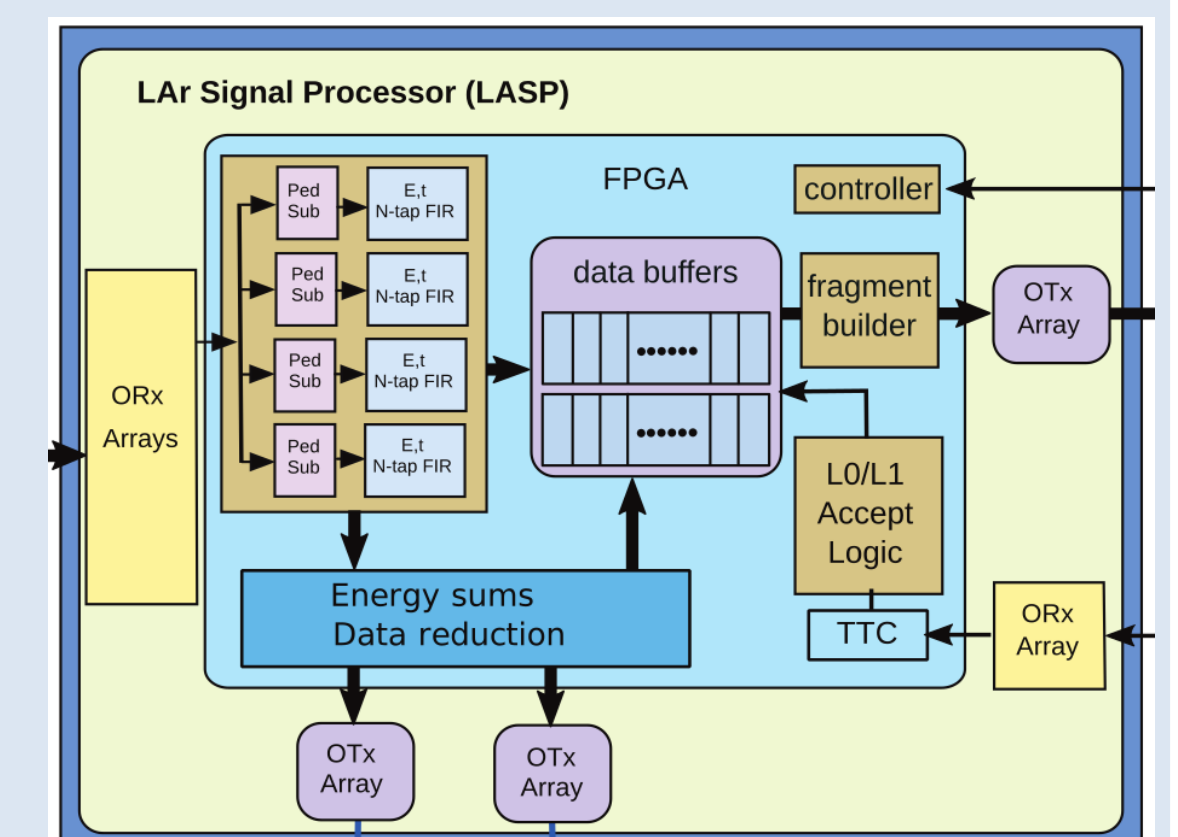 LAr Signal Processor (LASP)
FPGA
ORx
Arrays
Ped
Sub
E,t
N-tap FIR
Ped
Sub
E,t
N-tap FIR
Ped
Sub
E,t
N-tap FIR
Ped
Sub
E,t
N-tap FIR
data buffers
controller
fragment
builder
OTx
Array
L0/L1
Accept
Logic
TTC
ORx
Array
Energy sums
Data reduction
OTx
Array
OTx
Array